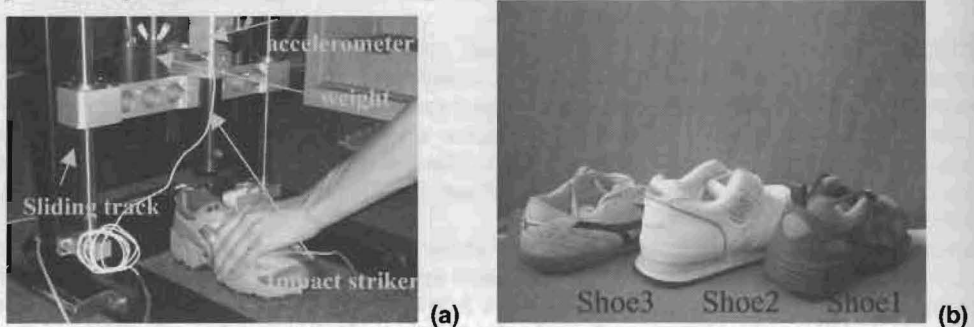 accelerometer
weight
Sliding track
Impact striker
(a)
Shoe3 Shoe2 Shoe1
(b)